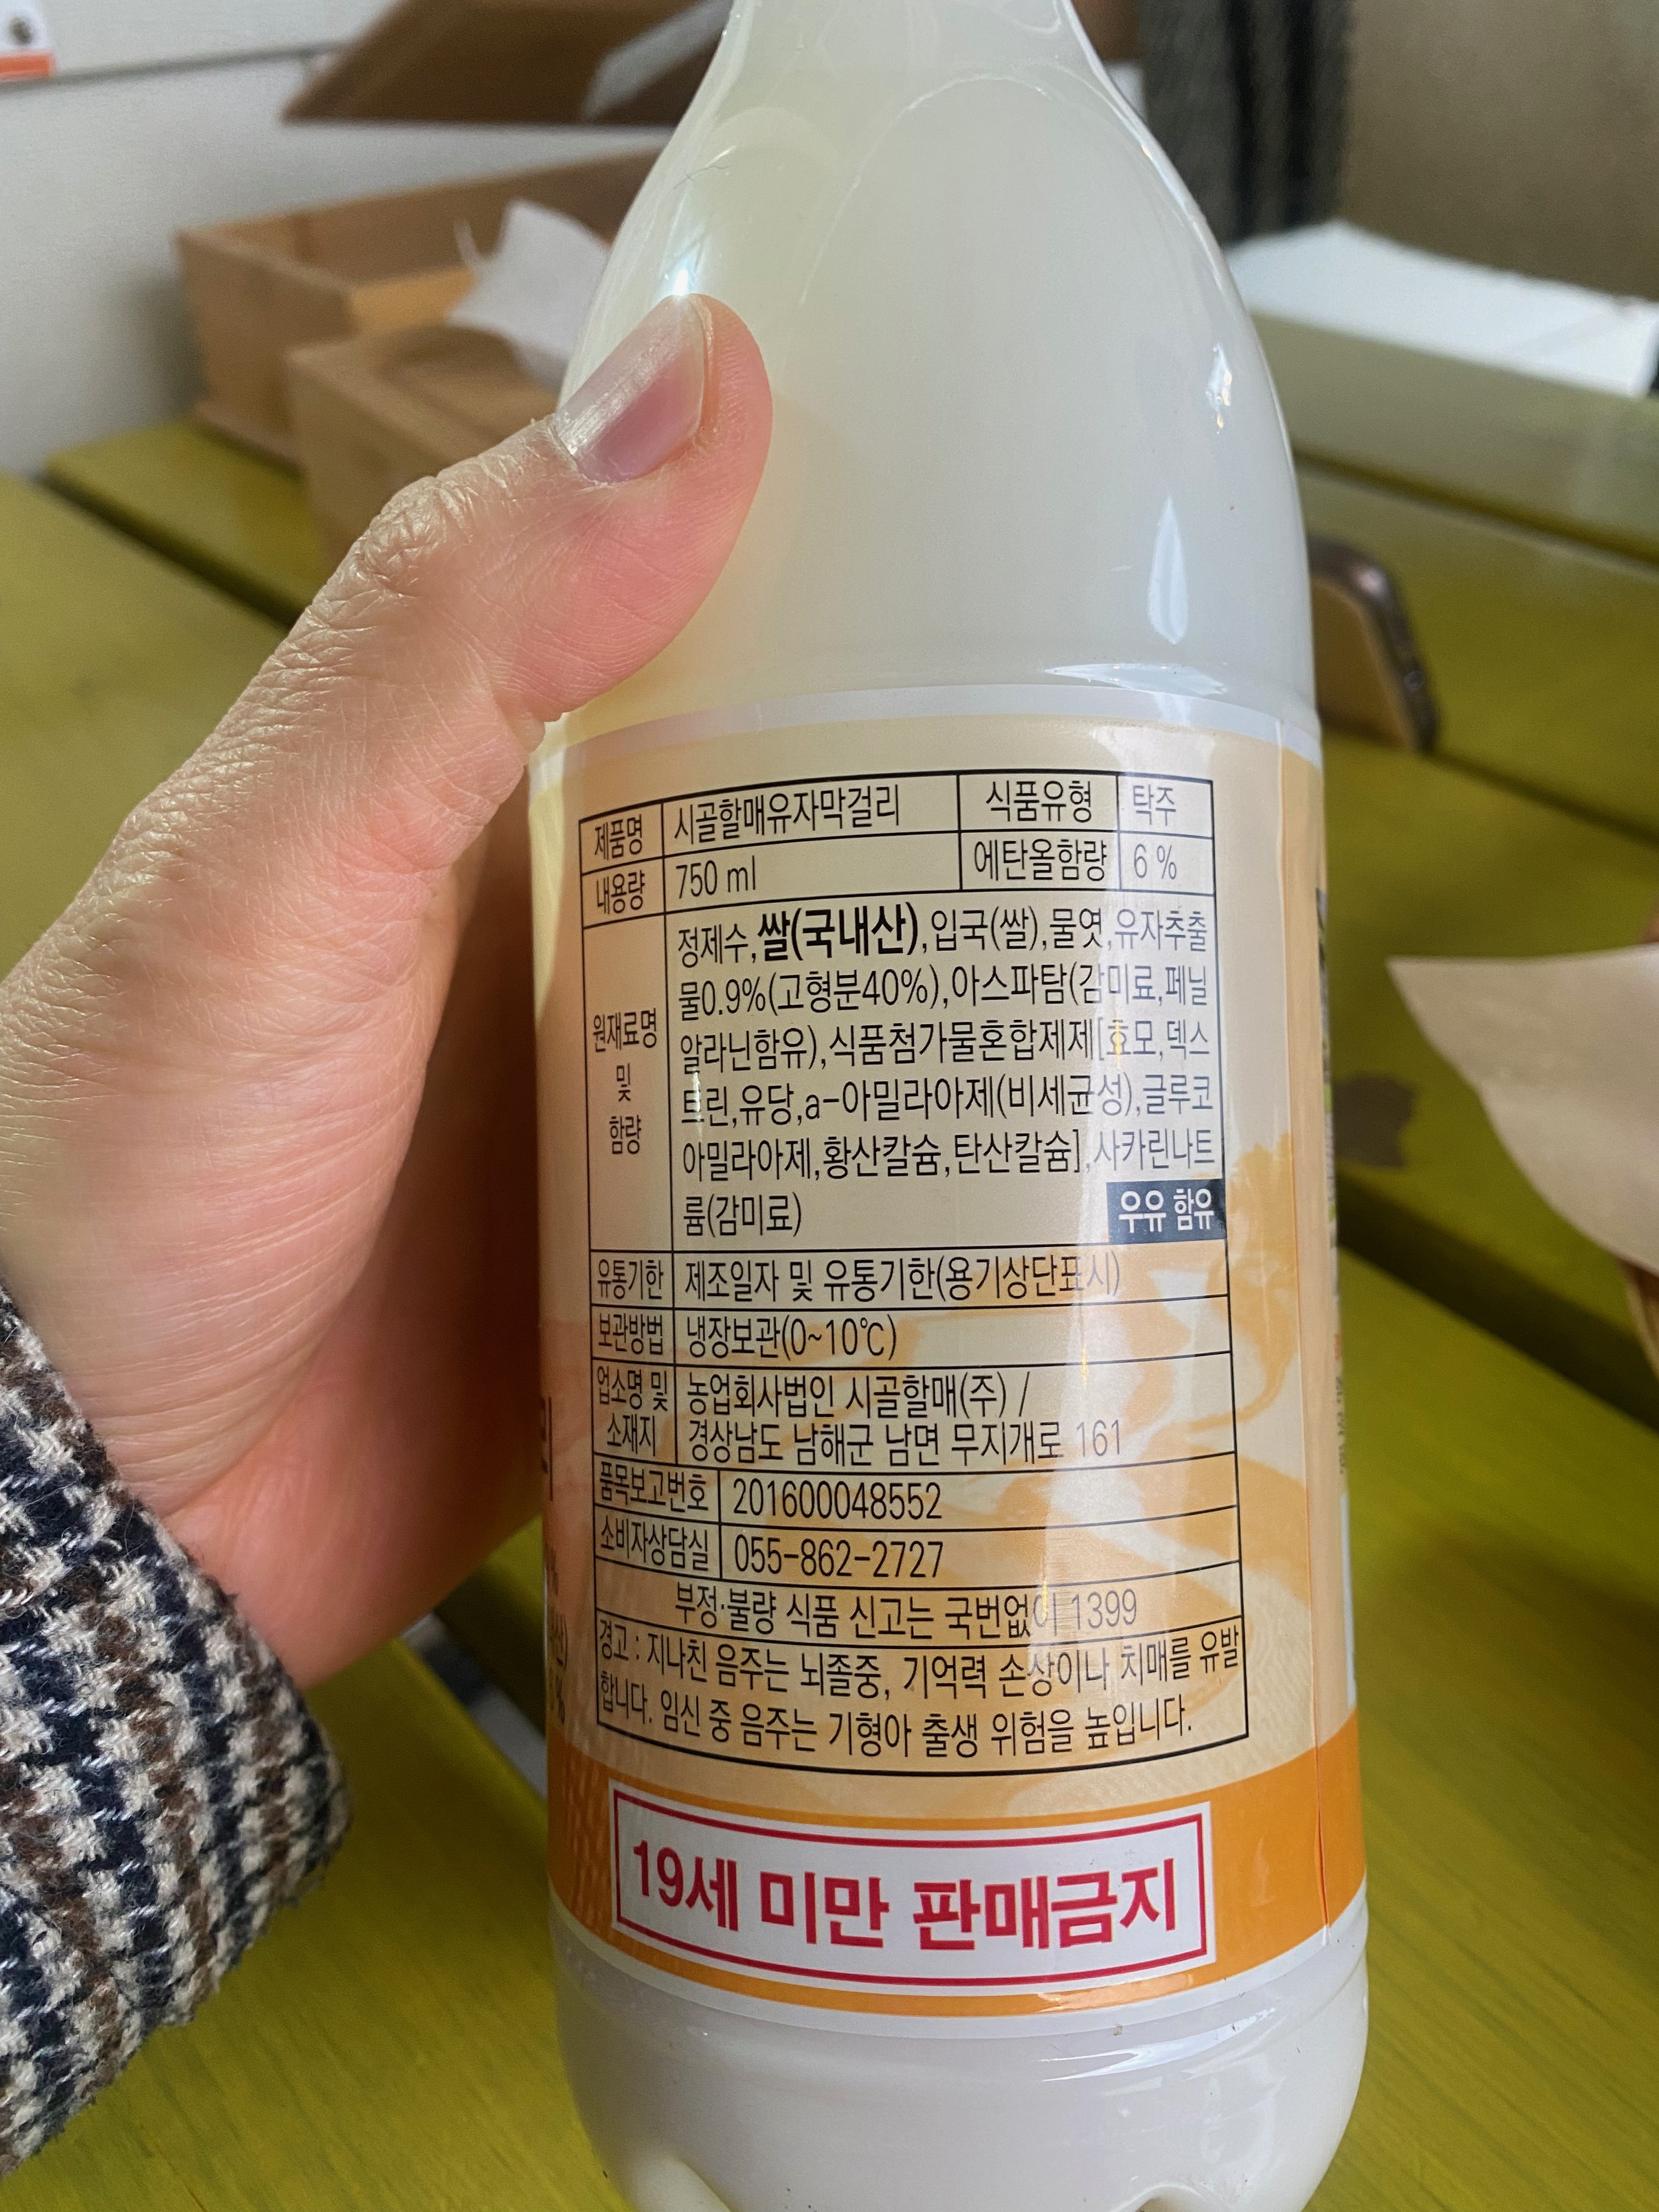 제품명 시골할매유자막걸리 식품유형 탁주
내용량 750 ml 에탄올함량 6 %
원재료명 및 함량
정제수,쌀(국내산),입국(쌀),물엿,유자추출
물0.9%(고형분40%),아스파탐(감미료,페닐
알라닌함유),식품첨가물혼합제제[효모,덱스
트린,유당,a-아밀라아제(비세균성),글루코
아밀라아제,황산칼슘,탄산칼슘],사카린나트
륨(감미료) 우유 함유
유통기한 제조일자 및 유통기한(용기상단표시)
보관방법 냉장보관(0~10℃)
업소명 및 소재지
농업회사법인 시골할매(주) /
경상남도 남해군 남면 무지개로 161
품목보고번호 201600048552
소비자상담실 055-862-2727
부정·불량 식품 신고는 국번없이 1399
경고 : 지나친 음주는 뇌졸중, 기억력 손상이나 치매를 유발
합니다. 임신 중 음주는 기형아 출생 위험을 높입니다.
19세 미만 판매금지